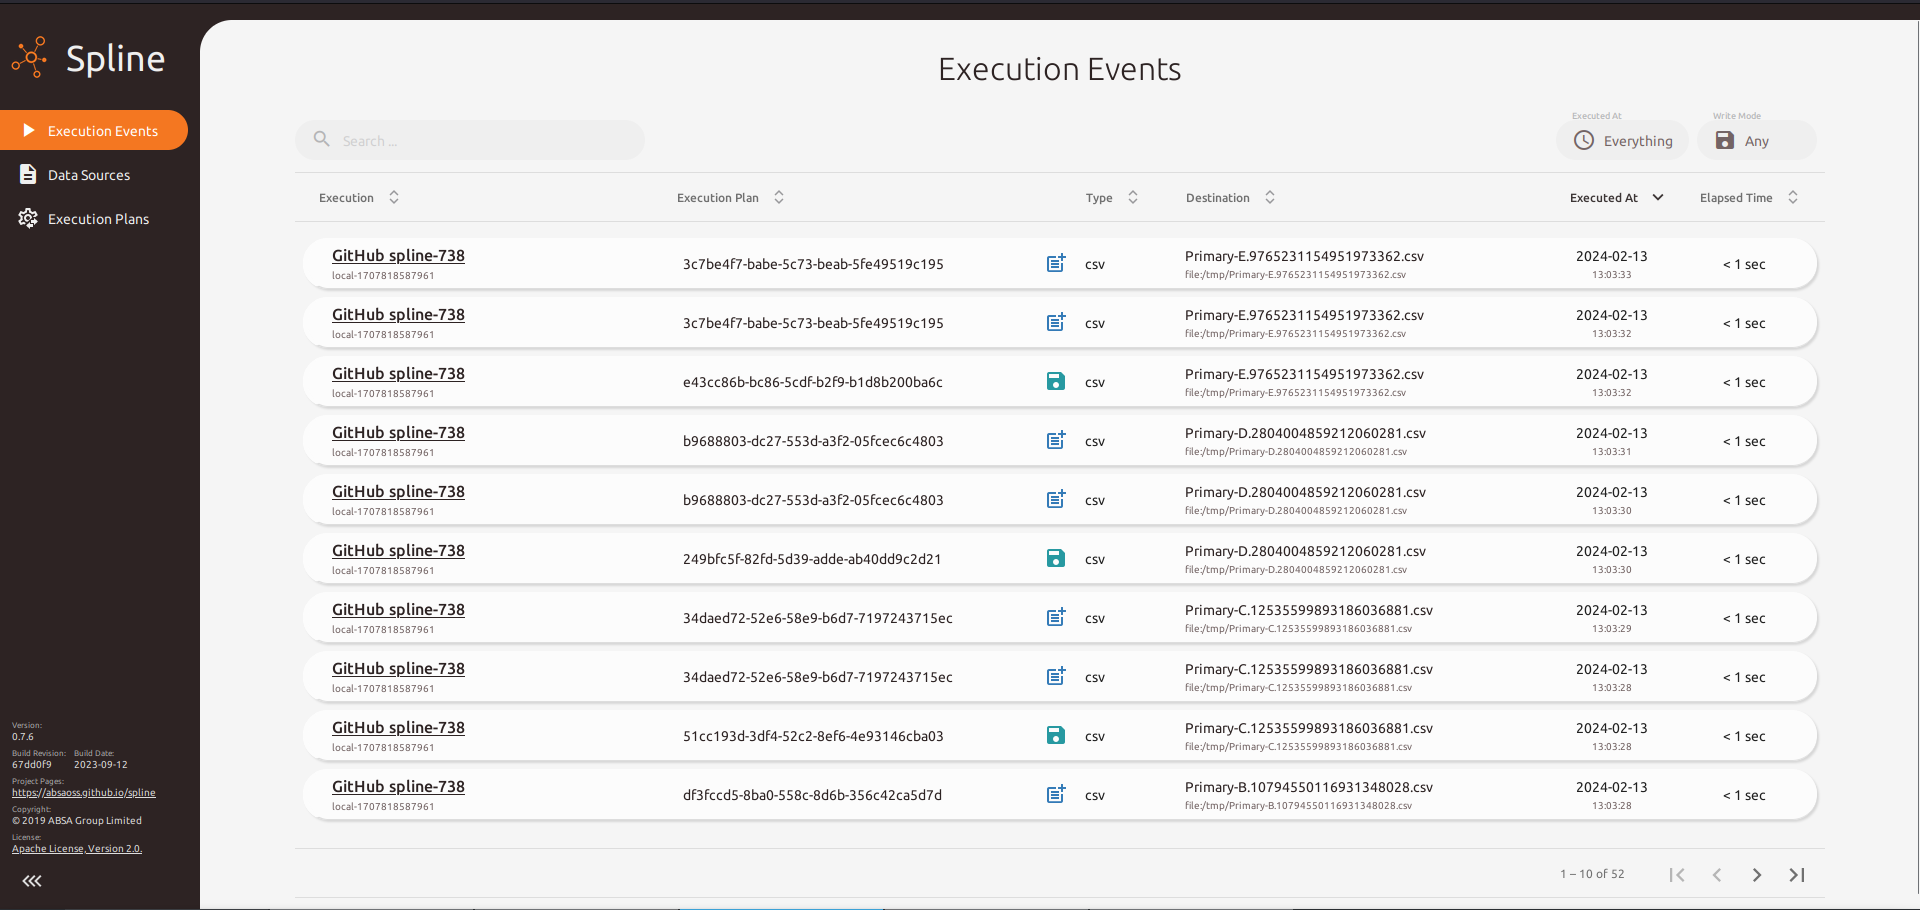 Spline
Execution Events
Data Sources
Execution Plans
Version:
0.7.6
Build Revision: Build Date:
67dd0f9 2023-09-12
Project Pages:
https://absaoss.github.io/spline
Copyright:
© 2019 ABSA Group Limited
License:
Apache License, Version 2.0.
Execution Events
Search ...
Executed At
Everything
Write Mode
Any
Execution Execution Plan Type Destination Executed At Elapsed Time
GitHub spline-738
local-1707818587961
3c7be4f7-babe-5c73-beab-5fe49519c195
csv
Primary-E.9765231154951973362.csv
file:/tmp/Primary-E.9765231154951973362.csv
2024-02-13
13:03:33
< 1 sec
GitHub spline-738
local-1707818587961
3c7be4f7-babe-5c73-beab-5fe49519c195
csv
Primary-E.9765231154951973362.csv
file:/tmp/Primary-E.9765231154951973362.csv
2024-02-13
13:03:32
< 1 sec
GitHub spline-738
local-1707818587961
e43cc86b-bc86-5cdf-b2f9-b1d8b200ba6c
csv
Primary-E.9765231154951973362.csv
file:/tmp/Primary-E.9765231154951973362.csv
2024-02-13
13:03:32
< 1 sec
GitHub spline-738
local-1707818587961
b9688803-dc27-553d-a3f2-05fcec6c4803
csv
Primary-D.2804004859212060281.csv
file:/tmp/Primary-D.2804004859212060281.csv
2024-02-13
13:03:31
< 1 sec
GitHub spline-738
local-1707818587961
b9688803-dc27-553d-a3f2-05fcec6c4803
csv
Primary-D.2804004859212060281.csv
file:/tmp/Primary-D.2804004859212060281.csv
2024-02-13
13:03:30
< 1 sec
GitHub spline-738
local-1707818587961
249bfc5f-82fd-5d39-adde-ab40dd9c2d21
csv
Primary-D.2804004859212060281.csv
file:/tmp/Primary-D.2804004859212060281.csv
2024-02-13
13:03:30
< 1 sec
GitHub spline-738
local-1707818587961
34daed72-52e6-58e9-b6d7-7197243715ec
csv
Primary-C.12535599893186036881.csv
file:/tmp/Primary-C.12535599893186036881.csv
2024-02-13
13:03:29
< 1 sec
GitHub spline-738
local-1707818587961
34daed72-52e6-58e9-b6d7-7197243715ec
csv
Primary-C.12535599893186036881.csv
file:/tmp/Primary-C.12535599893186036881.csv
2024-02-13
13:03:28
< 1 sec
GitHub spline-738
local-1707818587961
51cc193d-3df4-52c2-8ef6-4e93146cba03
csv
Primary-C.12535599893186036881.csv
file:/tmp/Primary-C.12535599893186036881.csv
2024-02-13
13:03:28
< 1 sec
GitHub spline-738
local-1707818587961
df3fccd5-8ba0-558c-8d6b-356c42ca5d7d
csv
Primary-B.10794550116931348028.csv
file:/tmp/Primary-B.10794550116931348028.csv
2024-02-13
13:03:28
< 1 sec
1 – 10 of 52